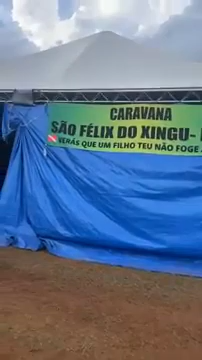 CARAVANA
SÃO FÉLIX DO XINGU-
VERÁS QUE UM FILHO TEU NÃO FOGE